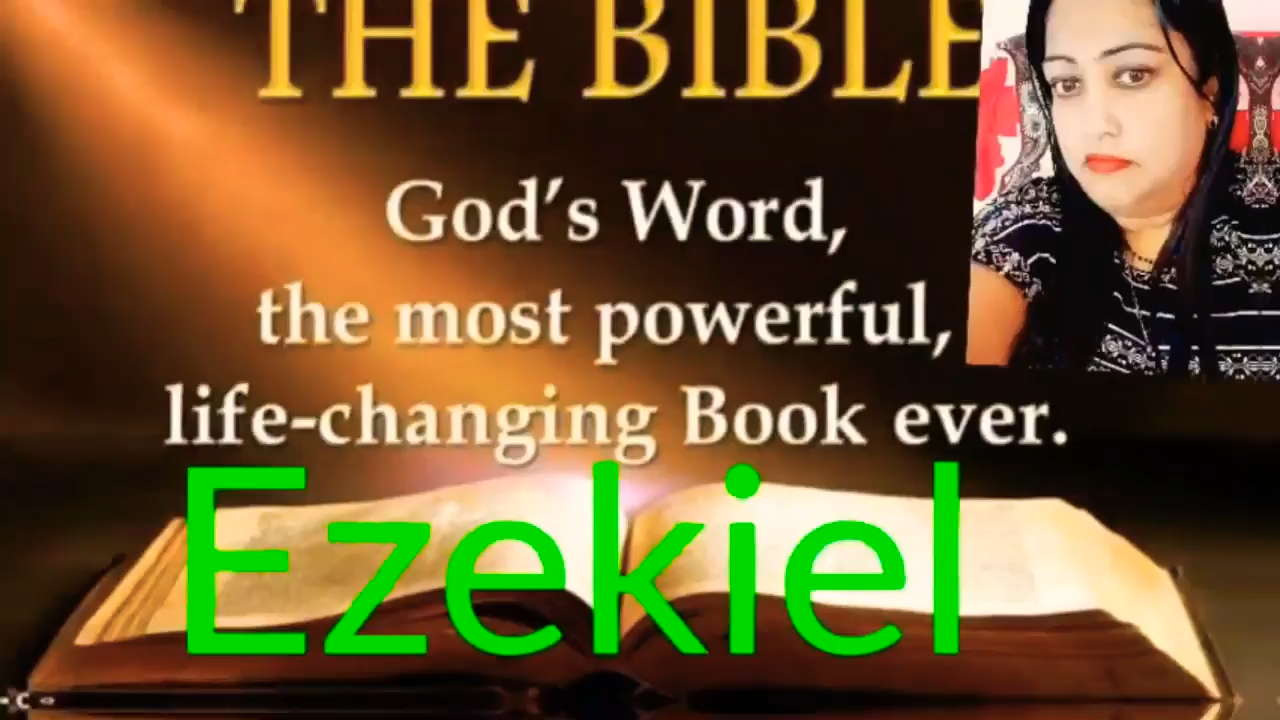 THE BIBLE
God's Word,
the most powerful,
life-changing Book ever.
Ezekiel